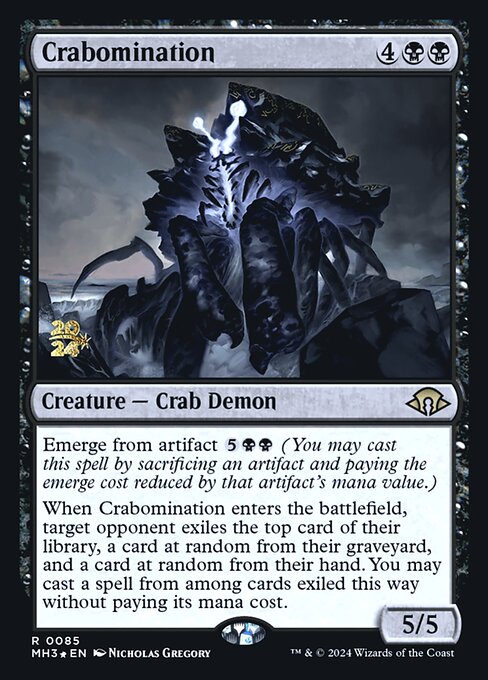 Crabomination 4
2024
Creature — Crab Demon
Emerge from artifact 5 (You may cast
this spell by sacrificing an artifact and paying the
emerge cost reduced by that artifact's mana value.)
When Crabomination enters the battlefield,
target opponent exiles the top card of their
library, a card at random from their graveyard,
and a card at random from their hand. You may
cast a spell from among cards exiled this way
without paying its mana cost.
5/5
R 0085
MH3★EN Nicholas Gregory ™ & © 2024 Wizards of the Coast